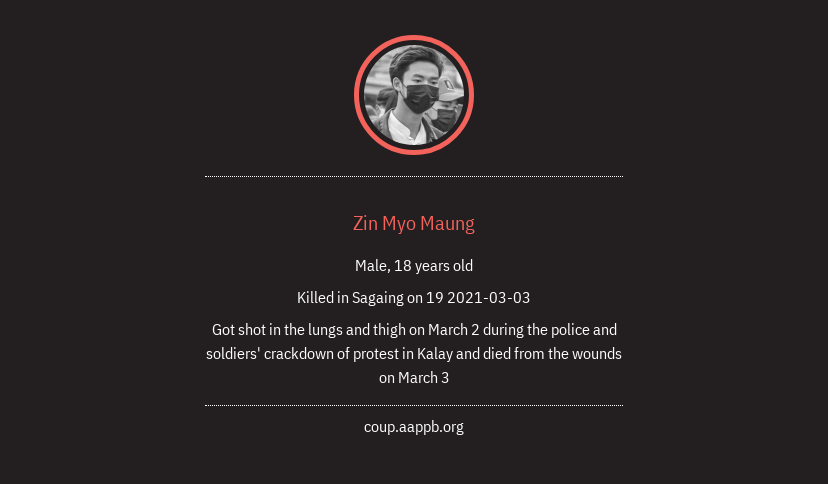 Zin Myo Maung
Male, 18 years old
Killed in Sagaing on 19 2021-03-03
Got shot in the lungs and thigh on March 2 during the police and
soldiers' crackdown of protest in Kalay and died from the wounds
on March 3
coup.aappb.org